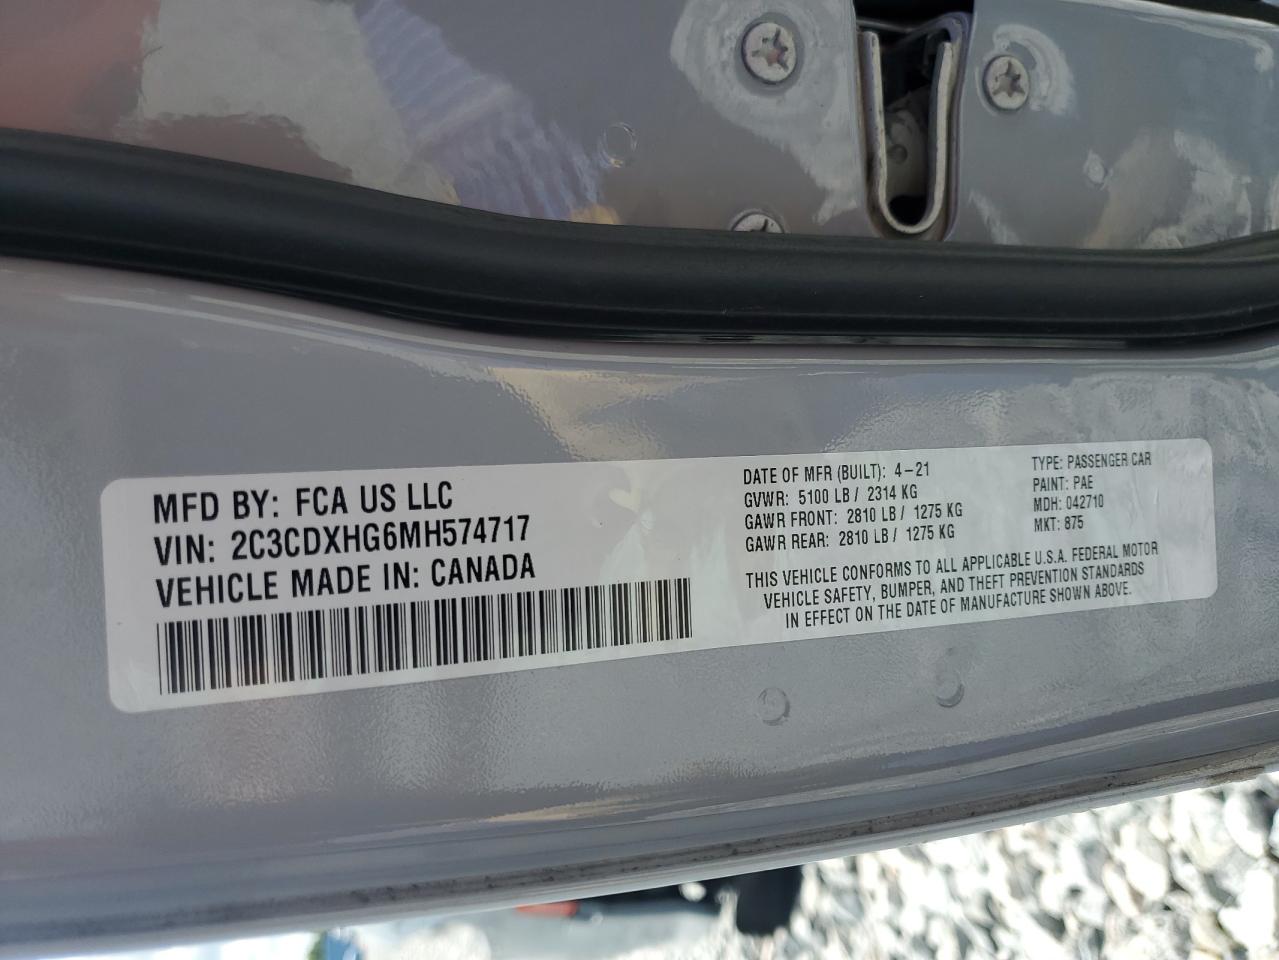 MFD BY: FCA US LLC
VIN: 2C3CDXHG6MH574717
VEHICLE MADE IN: CANADA
DATE OF MFR (BUILT): 4-21
GVWR: 5100 LB / 2314 KG
GAWR FRONT: 2810 LB / 1275 KG
GAWR REAR: 2810 LB / 1275 KG
TYPE: PASSENGER CAR
PAINT: PAE
MDH: 042710
MKT: 875
THIS VEHICLE CONFORMS TO ALL APPLICABLE U.S.A. FEDERAL MOTOR
VEHICLE SAFETY, BUMPER, AND THEFT PREVENTION STANDARDS
IN EFFECT ON THE DATE OF MANUFACTURE SHOWN ABOVE.